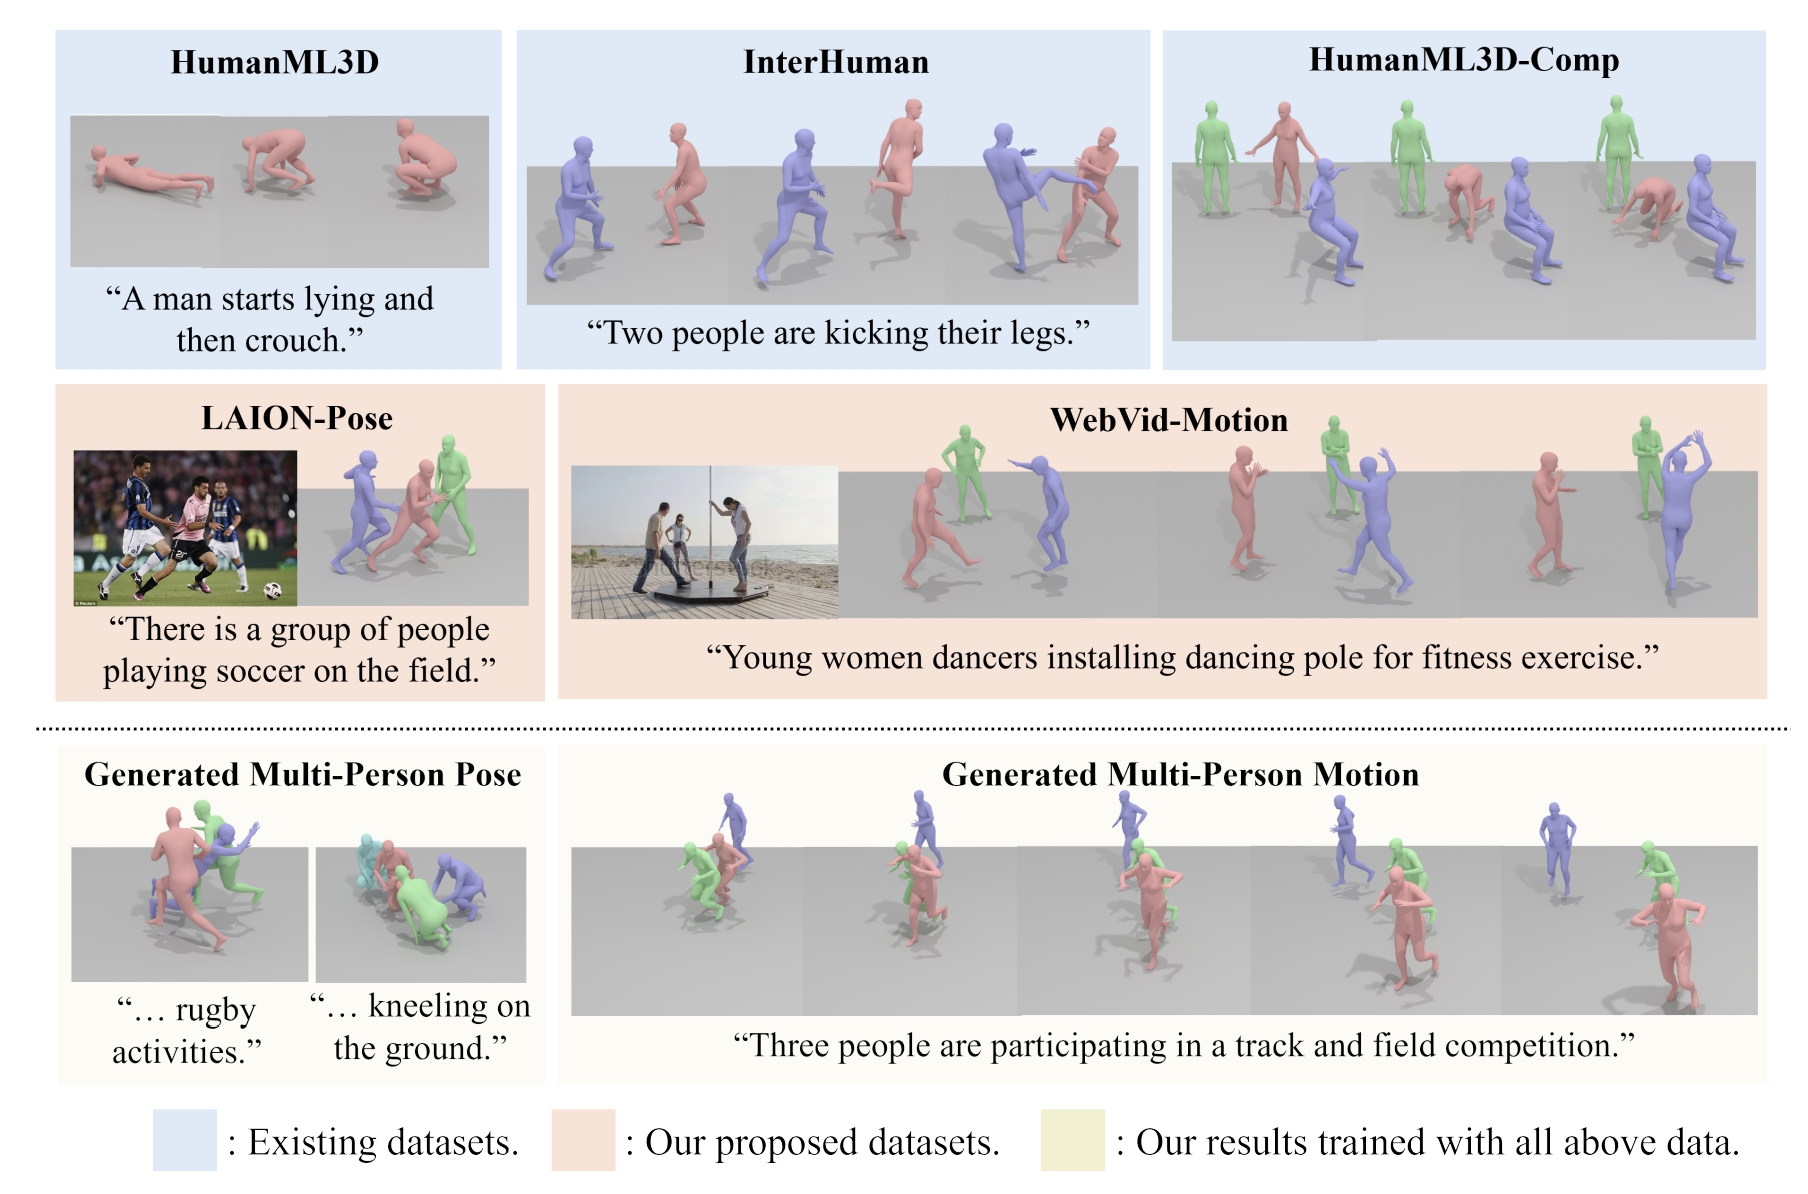 HumanML3D
“A man starts lying and
then crouch.”
InterHuman
“Two people are kicking their legs.”
HumanML3D-Comp
LAION-Pose
© Reuters
“There is a group of people
playing soccer on the field.”
WebVid-Motion
“Young women dancers installing dancing pole for fitness exercise.”
Generated Multi-Person Pose
“… rugby
activities.”
“… kneeling on
the ground.”
Generated Multi-Person Motion
“Three people are participating in a track and field competition.”
: Existing datasets.
: Our proposed datasets.
: Our results trained with all above data.